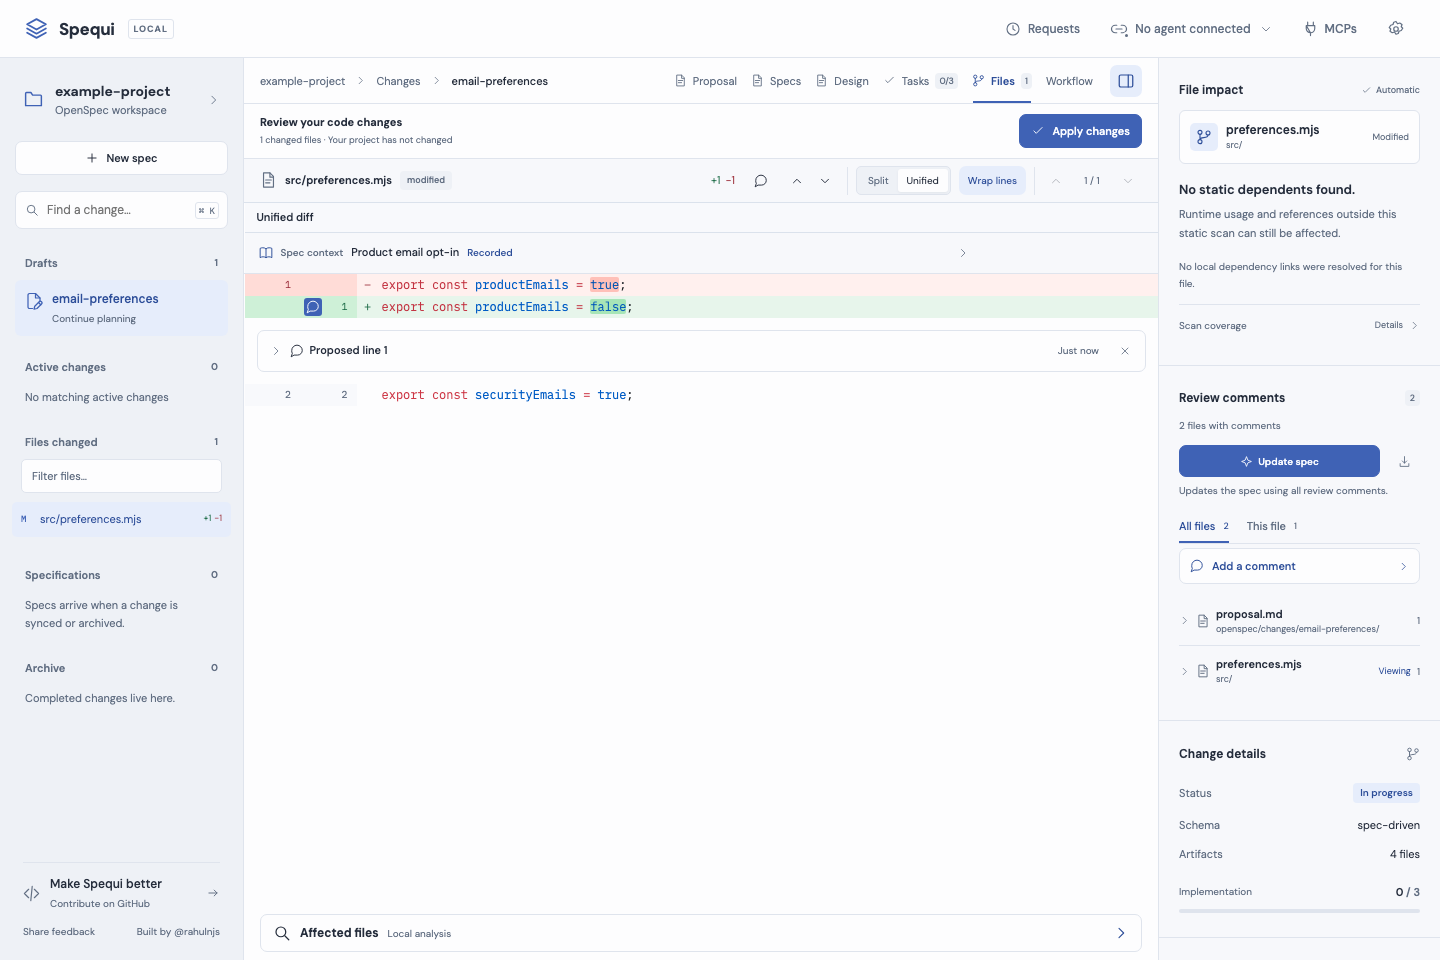 Spequi
LOCAL
Requests
No agent connected
MCPs
example-project
OpenSpec workspace
New spec
Find a change...
⌘ K
Drafts 1
email-preferences
Continue planning
Active changes 0
No matching active changes
Files changed 1
Filter files...
M src/preferences.mjs +1 −1
Specifications 0
Specs arrive when a change is
synced or archived.
Archive 0
Completed changes live here.
Make Spequi better
Contribute on GitHub
Share feedback
Built by @rahulnjs
example-project
Changes
email-preferences
Proposal
Specs
Design
Tasks 0/3
Files 1
Workflow
Review your code changes
1 changed files · Your project has not changed
Apply changes
src/preferences.mjs modified
+1 −1
Split
Unified
Wrap lines
1 / 1
Unified diff
Spec context Product email opt-in Recorded
1 − export const productEmails = true;
1 + export const productEmails = false;
Proposed line 1
Just now
2 2 export const securityEmails = true;
Affected files Local analysis
File impact
Automatic
preferences.mjs
src/
Modified
No static dependents found.
Runtime usage and references outside this
static scan can still be affected.
No local dependency links were resolved for this
file.
Scan coverage
Details
Review comments 2
2 files with comments
Update spec
Updates the spec using all review comments.
All files 2
This file 1
Add a comment
proposal.md
openspec/changes/email-preferences/
1
preferences.mjs
src/
Viewing 1
Change details
Status In progress
Schema spec-driven
Artifacts 4 files
Implementation 0 / 3